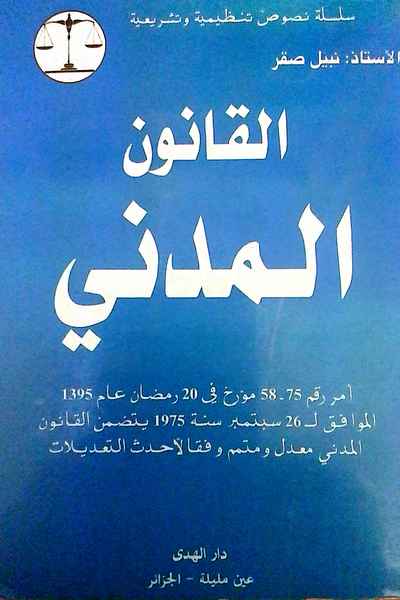 سلسلة نصوص تنظيمية وتشريعية
الأستاذ: نبيل صقر
القانون
المدني
أمر رقم 75 ـ 58 مؤرخ في 20 رمضان عام 1395
الموافق لـ 26 سبتمبر سنة 1975 يتضمن القانون
المدني معدل ومتمم وفقا لأحدث التعديلات
دار الهدى
عين مليلة - الجزائر